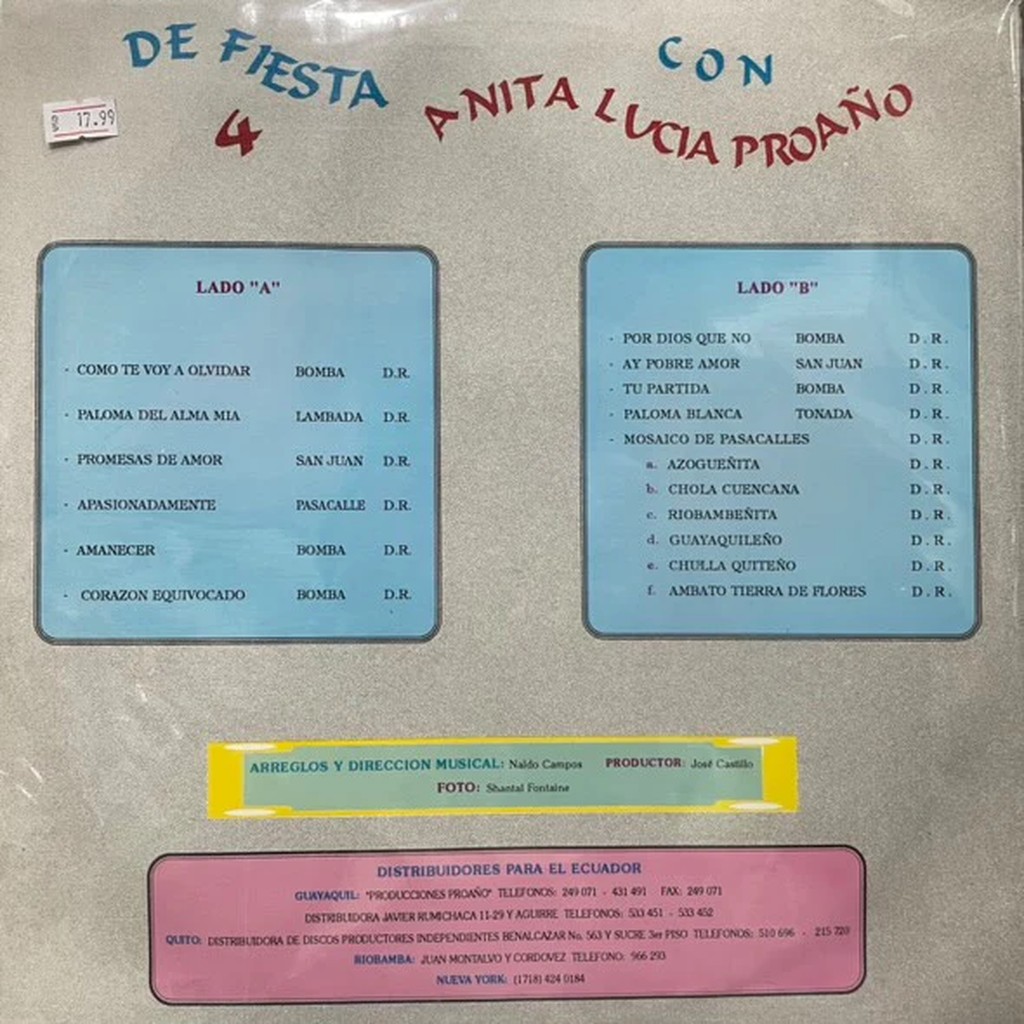 DE FIESTA
CON
4
ANITA LUCIA PROAÑO
17.99
LADO "A"
- COMO TE VOY A OLVIDAR BOMBA D.R.
- PALOMA DEL ALMA MIA LAMBADA D.R.
- PROMESAS DE AMOR SAN JUAN D.R.
- APASIONADAMENTE PASACALLE D.R.
- AMANECER BOMBA D.R.
- CORAZON EQUIVOCADO BOMBA D.R.
LADO "B"
- POR DIOS QUE NO BOMBA D.R.
- AY POBRE AMOR SAN JUAN D.R.
- TU PARTIDA BOMBA D.R.
- PALOMA BLANCA TONADA D.R.
- MOSAICO DE PASACALLES D.R.
a. AZOGUEÑITA D.R.
b. CHOLA CUENCANA D.R.
c. RIOBAMBEÑITA D.R.
d. GUAYAQUILEÑO D.R.
e. CHULLA QUITEÑO D.R.
f. AMBATO TIERRA DE FLORES D.R.
ARREGLOS Y DIRECCION MUSICAL: Naldo Campos PRODUCTOR: José Castillo
FOTO: Shantal Fontaine
DISTRIBUIDORES PARA EL ECUADOR
GUAYAQUIL: "PRODUCCIONES PROAÑO" TELEFONOS: 249 071 - 431 491 FAX: 249 071
DISTRIBUIDORA JAVIER RUMICHACA 11-29 Y AGUIRRE TELEFONOS: 533 451 - 533 452
QUITO: DISTRIBUIDORA DE DISCOS PRODUCTORES INDEPENDIENTES BENALCAZAR No. 563 Y SUCRE 3er PISO TELEFONOS: 510 696 - 215 720
RIOBAMBA: JUAN MONTALVO Y CORDOVEZ TELEFONO: 966 293
NUEVA YORK: (1718) 424 0184